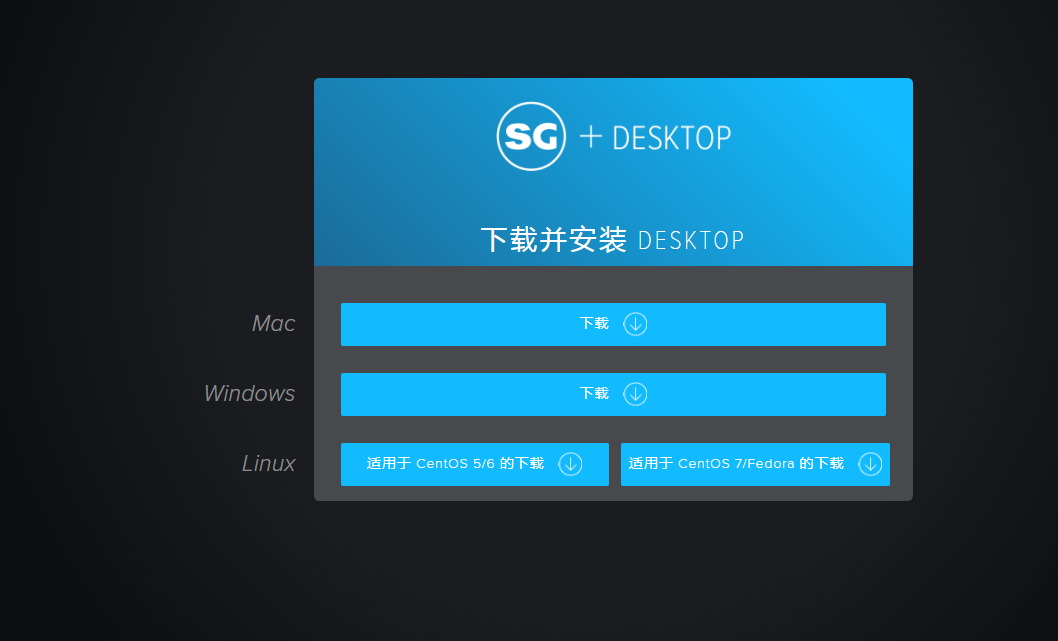 SG + DESKTOP
下载并安装 DESKTOP
Mac
下载
Windows
下载
Linux
适用于 CentOS 5/6 的下载
适用于 CentOS 7/Fedora 的下载